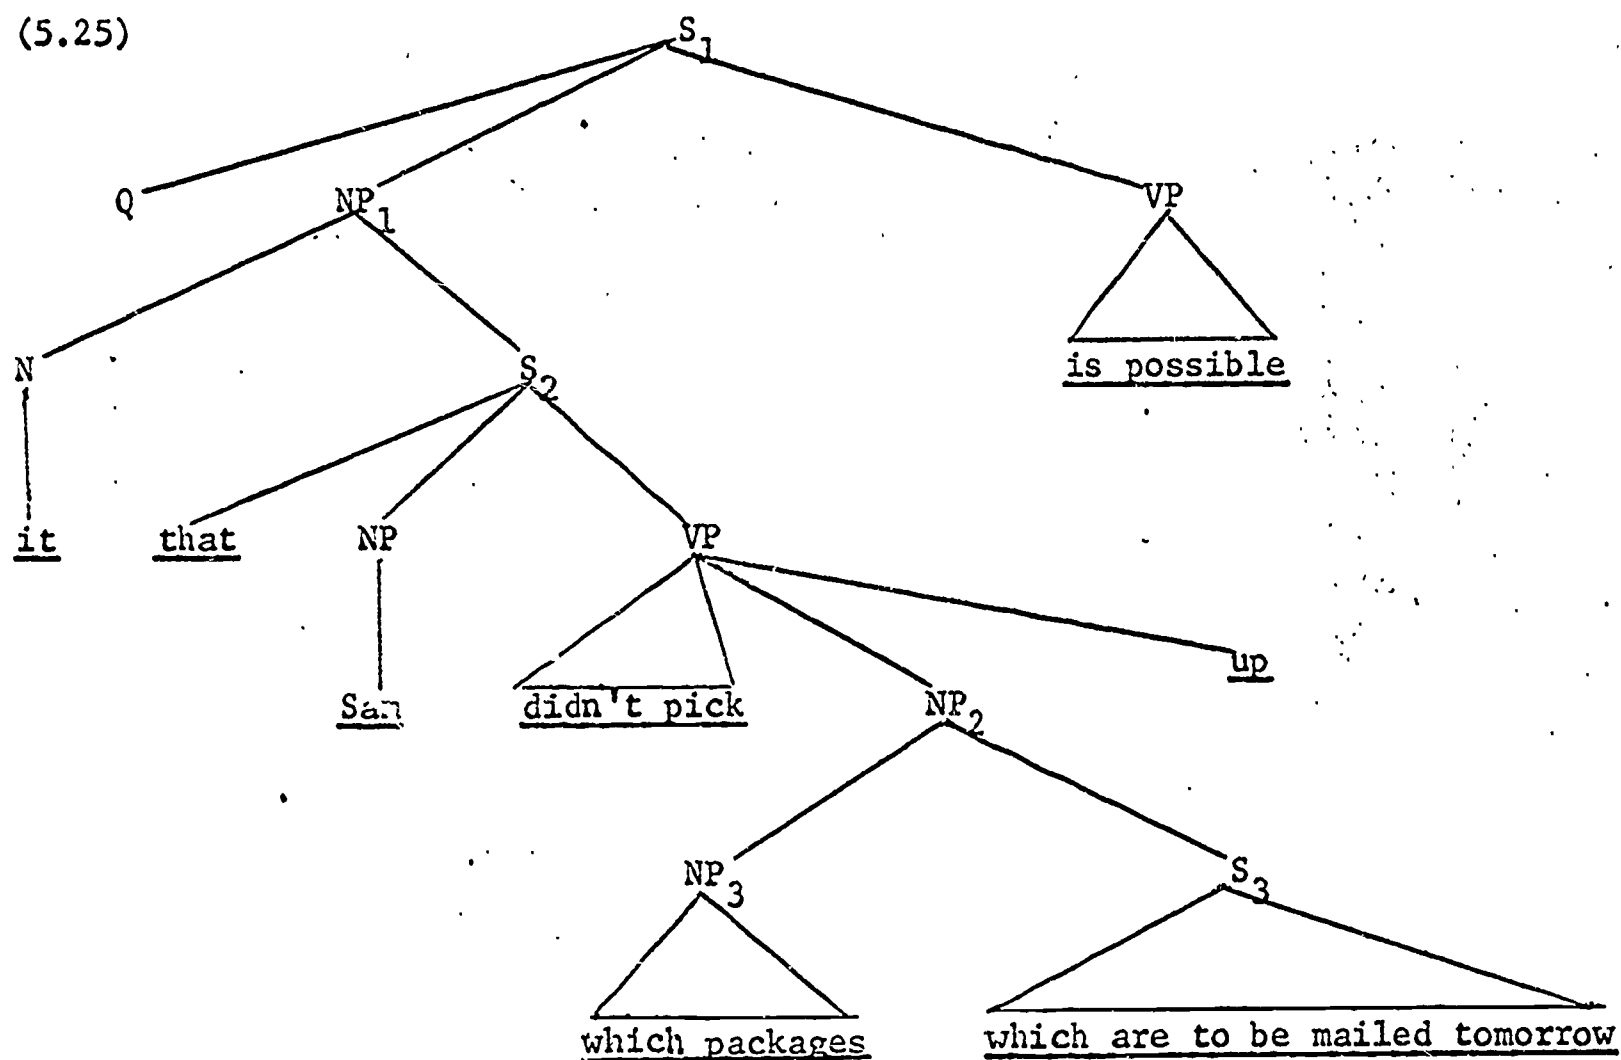 (5.25)
S1
Q NP1 VP
N S2 is possible
it that NP VP
up
Sam didn't pick NP2
NP3 S3
which packages which are to be mailed tomorrow